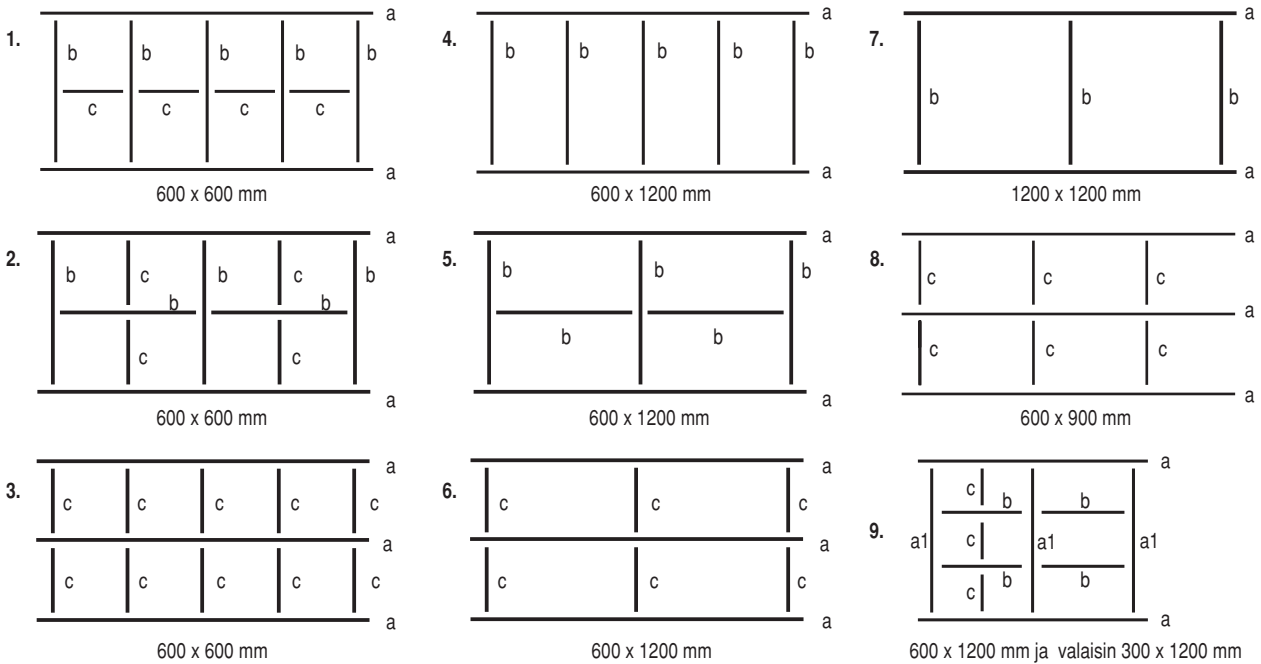 1.
a
b b b b b
c c c c
a
600 x 600 mm
2.
a
b c b c b
b b
c c
a
600 x 600 mm
3.
a
c c c c c
a
c c c c c
a
600 x 600 mm
4.
a
b b b b b
a
600 x 1200 mm
5.
a
b b b
b b
a
600 x 1200 mm
6.
a
c c c
a
c c c
a
600 x 1200 mm
7.
a
b b b
a
1200 x 1200 mm
8.
a
c c c
a
c c c
a
600 x 900 mm
9.
a
c b b
a1 c a1 a1
c b b
a
600 x 1200 mm ja valaisin 300 x 1200 mm